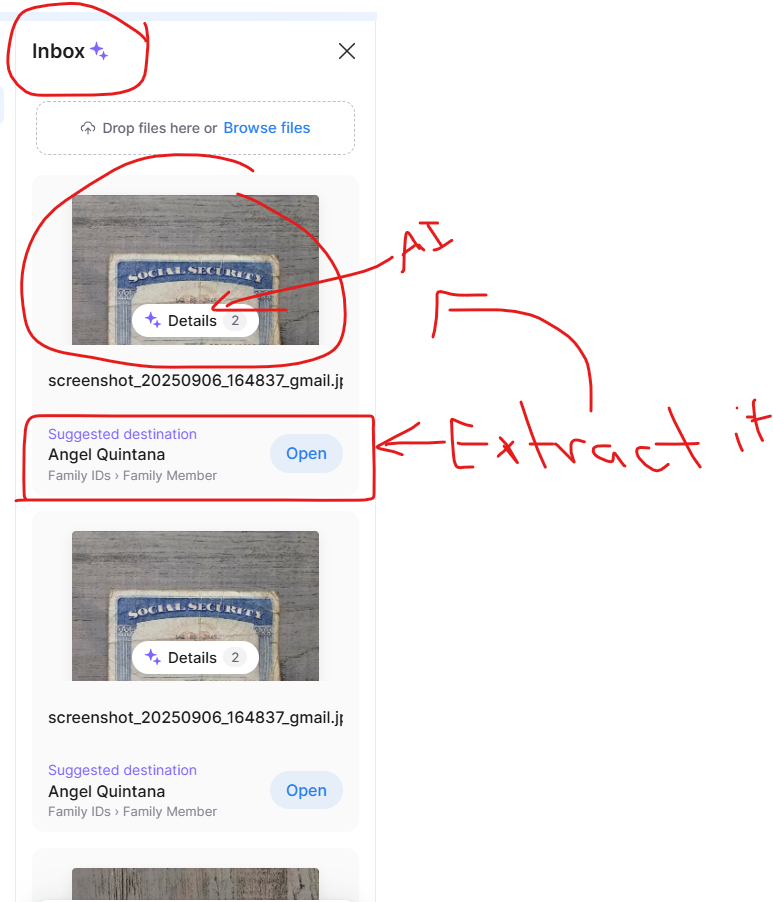 Inbox
Drop files here or Browse files
SOCIAL SECURITY
AI
Details 2
screenshot_20250906_164837_gmail.jp
Suggested destination
Angel Quintana
Open
Family IDs › Family Member
Extract it
SOCIAL SECURITY
Details 2
screenshot_20250906_164837_gmail.jp
Suggested destination
Angel Quintana
Open
Family IDs › Family Member